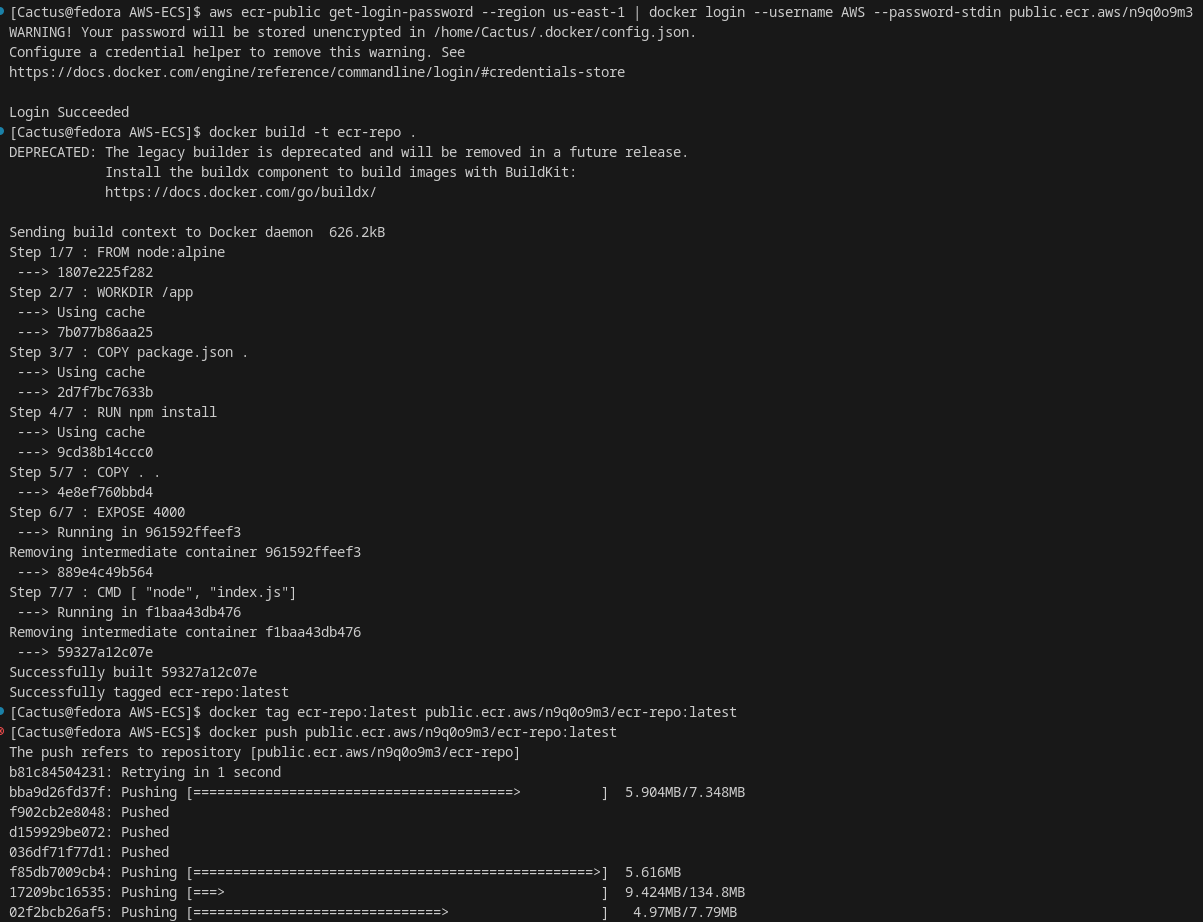 [Cactus@fedora AWS-ECS]$ aws ecr-public get-login-password --region us-east-1 | docker login --username AWS --password-stdin public.ecr.aws/n9q0o9m3
WARNING! Your password will be stored unencrypted in /home/Cactus/.docker/config.json.
Configure a credential helper to remove this warning. See
https://docs.docker.com/engine/reference/commandline/login/#credentials-store

Login Succeeded
[Cactus@fedora AWS-ECS]$ docker build -t ecr-repo .
DEPRECATED: The legacy builder is deprecated and will be removed in a future release.
            Install the buildx component to build images with BuildKit:
            https://docs.docker.com/go/buildx/

Sending build context to Docker daemon  626.2kB
Step 1/7 : FROM node:alpine
 ---> 1807e225f282
Step 2/7 : WORKDIR /app
 ---> Using cache
 ---> 7b077b86aa25
Step 3/7 : COPY package.json .
 ---> Using cache
 ---> 2d7f7bc7633b
Step 4/7 : RUN npm install
 ---> Using cache
 ---> 9cd38b14ccc0
Step 5/7 : COPY . .
 ---> 4e8ef760bbd4
Step 6/7 : EXPOSE 4000
 ---> Running in 961592ffeef3
Removing intermediate container 961592ffeef3
 ---> 889e4c49b564
Step 7/7 : CMD [ "node", "index.js"]
 ---> Running in f1baa43db476
Removing intermediate container f1baa43db476
 ---> 59327a12c07e
Successfully built 59327a12c07e
Successfully tagged ecr-repo:latest
[Cactus@fedora AWS-ECS]$ docker tag ecr-repo:latest public.ecr.aws/n9q0o9m3/ecr-repo:latest
[Cactus@fedora AWS-ECS]$ docker push public.ecr.aws/n9q0o9m3/ecr-repo:latest
The push refers to repository [public.ecr.aws/n9q0o9m3/ecr-repo]
b81c84504231: Retrying in 1 second
bba9d26fd37f: Pushing [========================================>          ]  5.904MB/7.348MB
f902cb2e8048: Pushed
d159929be072: Pushed
036df71f77d1: Pushed
f85db7009cb4: Pushing [==================================================>]  5.616MB
17209bc16535: Pushing [===>                                               ]  9.424MB/134.8MB
02f2bcb26af5: Pushing [===============================>                   ]   4.97MB/7.79MB